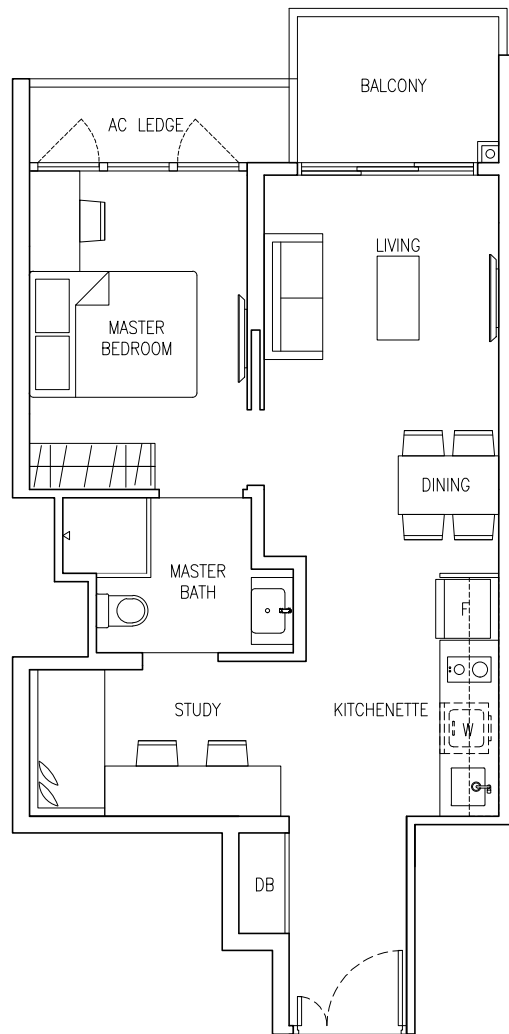 BALCONY
AC LEDGE
LIVING
MASTER
BEDROOM
DINING
MASTER
BATH
F
STUDY
KITCHENETTE
W
DB